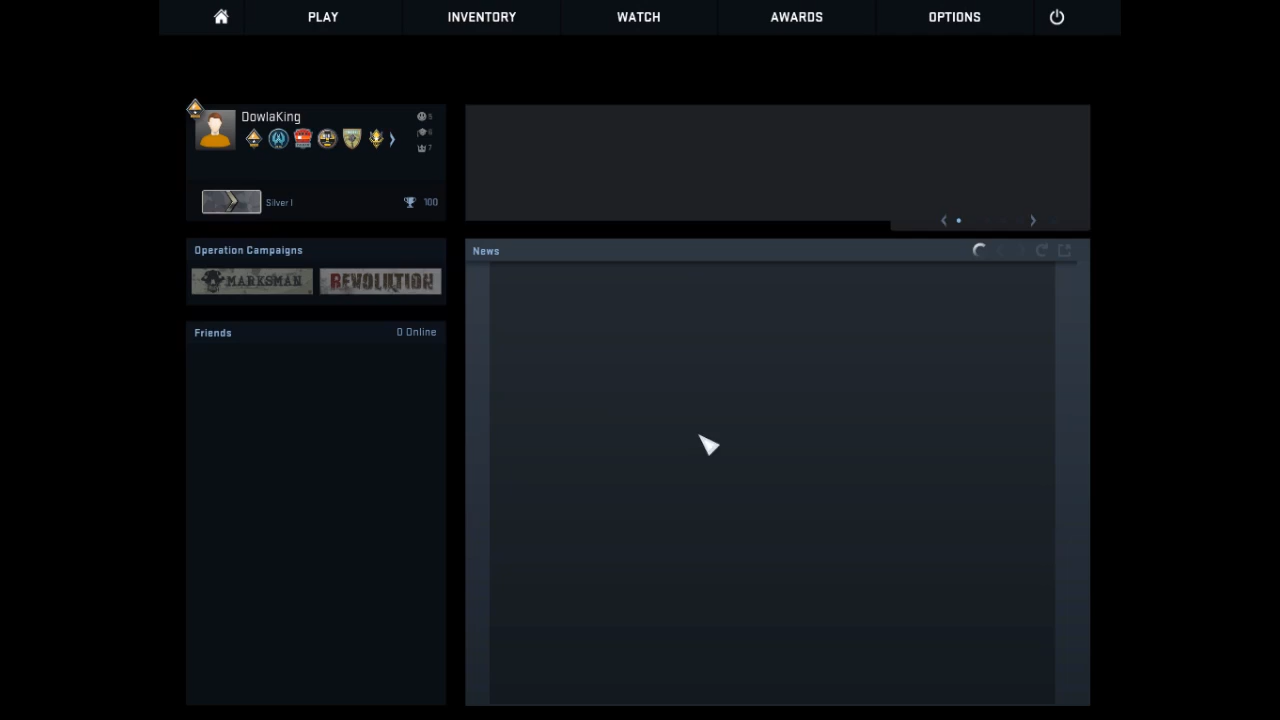 PLAY
INVENTORY
WATCH
AWARDS
OPTIONS
DowlaKing
Silver I
100
Operation Campaigns
MARKSMAN
REVOLUTION
Friends
0 Online
News